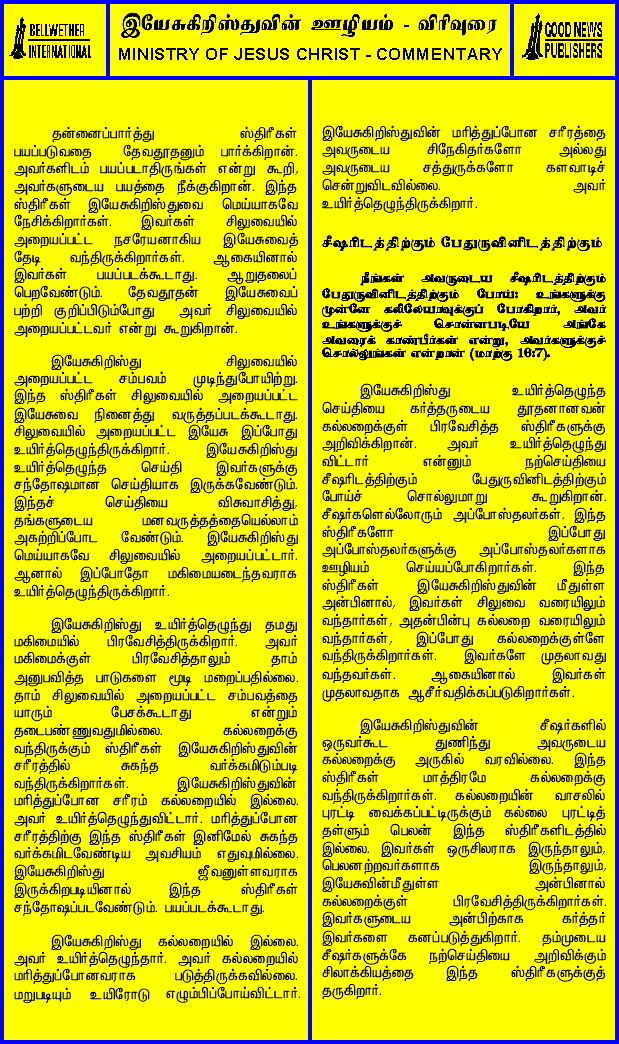 BELLWETHER
INTERNATIONAL
இயேசுகிறிஸ்துவின் ஊழியம் - விரிவுரை
MINISTRY OF JESUS CHRIST - COMMENTARY
GOOD NEWS
PUBLISHERS
தன்னைப்பார்த்து ஸ்திரீகள்
பயப்படுவதை தேவதூதனும் பார்க்கிறான்.
அவர்களிடம் பயப்படாதிருங்கள் என்று கூறி,
அவர்களுடைய பயத்தை நீக்குகிறான். இந்த
ஸ்திரீகள் இயேசுகிறிஸ்துவை மெய்யாகவே
நேசிக்கிறார்கள். இவர்கள் சிலுவையில்
அறையப்பட்ட நசரேயனாகிய இயேசுவைத்
தேடி வந்திருக்கிறார்கள். ஆகையினால்
இவர்கள் பயப்படக்கூடாது. ஆறுதலைப்
பெறவேண்டும். தேவதூதன் இயேசுவைப்
பற்றி குறிப்பிடும்போது அவர் சிலுவையில்
அறையப்பட்டவர் என்று கூறுகிறான்.
இயேசுகிறிஸ்து சிலுவையில்
அறையப்பட்ட சம்பவம் முடிந்துபோயிற்று.
இந்த ஸ்திரீகள் சிலுவையில் அறையப்பட்ட
இயேசுவை நினைத்து வருத்தப்படக்கூடாது.
சிலுவையில் அறையப்பட்ட இயேசு இப்போது
உயிர்த்தெழுந்திருக்கிறார். இயேசுகிறிஸ்து
உயிர்த்தெழுந்த செய்தி இவர்களுக்கு
சந்தோஷமான செய்தியாக இருக்கவேண்டும்.
இந்தச் செய்தியை விசுவாசித்து,
தங்களுடைய மனவருத்தத்தையெல்லாம்
அகற்றிப்போட வேண்டும். இயேசுகிறிஸ்து
மெய்யாகவே சிலுவையில் அறையப்பட்டார்.
ஆனால் இப்போதோ மகிமையடைந்தவராக
உயிர்த்தெழுந்திருக்கிறார்.
இயேசுகிறிஸ்து உயிர்த்தெழுந்து தமது
மகிமையில் பிரவேசித்திருக்கிறார். அவர்
மகிமைக்குள் பிரவேசித்தாலும் தாம்
அனுபவித்த பாடுகளை மூடி மறைப்பதில்லை.
தாம் சிலுவையில் அறையப்பட்ட சம்பவத்தை
யாரும் பேசக்கூடாது என்றும்
தடைபண்ணுவதுமில்லை. கல்லறைக்கு
வந்திருக்கும் ஸ்திரீகள் இயேசுகிறிஸ்துவின்
சரீரத்தில் சுகந்த வர்க்கமிடும்படி
வந்திருக்கிறார்கள். இயேசுகிறிஸ்துவின்
மரித்துப்போன சரீரம் கல்லறையில் இல்லை.
அவர் உயிர்த்தெழுந்துவிட்டார். மரித்துப்போன
சரீரத்திற்கு இந்த ஸ்திரீகள் இனிமேல் சுகந்த
வர்க்கமிடவேண்டிய அவசியம் எதுவுமில்லை.
இயேசுகிறிஸ்து ஜீவனுள்ளவராக
இருக்கிறபடியினால் இந்த ஸ்திரீகள்
சந்தோஷப்படவேண்டும். பயப்படக்கூடாது.
இயேசுகிறிஸ்து கல்லறையில் இல்லை.
அவர் உயிர்த்தெழுந்தார். அவர் கல்லறையில்
மரித்துப்போனவராக படுத்திருக்கவில்லை.
மறுபடியும் உயிரோடு எழும்பிப்போய்விட்டார்.
இயேசுகிறிஸ்துவின் மரித்துப்போன சரீரத்தை
அவருடைய சிநேகிதர்களோ அல்லது
அவருடைய சத்துருக்களோ களவாடிச்
சென்றுவிடவில்லை. அவர்
உயிர்த்தெழுந்திருக்கிறார்.
சீஷரிடத்திற்கும் பேதுருவினிடத்திற்கும்
நீங்கள் அவருடைய சீஷரிடத்திற்கும்
பேதுருவினிடத்திற்கும் போய்: உங்களுக்கு
முன்னே கலிலேயாவுக்குப் போகிறார், அவர்
உங்களுக்குச் சொன்னபடியே அங்கே
அவரைக் காண்பீர்கள் என்று, அவர்களுக்குச்
சொல்லுங்கள் என்றான் (மாற்கு 16:7).
இயேசுகிறிஸ்து உயிர்த்தெழுந்த
செய்தியை கர்த்தருடைய தூதனானவன்
கல்லறைக்குள் பிரவேசித்த ஸ்திரீகளுக்கு
அறிவிக்கிறான். அவர் உயிர்த்தெழுந்து
விட்டார் என்னும் நற்செய்தியை
சீஷரிடத்திற்கும் பேதுருவினிடத்திற்கும்
போய்ச் சொல்லுமாறு கூறுகிறான்.
சீஷர்களெல்லோரும் அப்போஸ்தலர்கள். இந்த
ஸ்திரீகளோ இப்போது
அப்போஸ்தலர்களுக்கு அப்போஸ்தலர்களாக
ஊழியம் செய்யப்போகிறார்கள். இந்த
ஸ்திரீகள் இயேசுகிறிஸ்துவின் மீதுள்ள
அன்பினால், இவர்கள் சிலுவை வரையிலும்
வந்தார்கள், அதன்பின்பு கல்லறை வரையிலும்
வந்தார்கள், இப்போது கல்லறைக்குள்ளே
வந்திருக்கிறார்கள். இவர்களே முதலாவது
வந்தவர்கள். ஆகையினால் இவர்கள்
முதலாவதாக ஆசீர்வதிக்கப்படுகிறார்கள்.
இயேசுகிறிஸ்துவின் சீஷர்களில்
ஒருவர்கூட துணிந்து அவருடைய
கல்லறைக்கு அருகில் வரவில்லை. இந்த
ஸ்திரீகள் மாத்திரமே கல்லறைக்கு
வந்திருக்கிறார்கள். கல்லறையின் வாசலில்
புரட்டி வைக்கப்பட்டிருக்கும் கல்லை புரட்டித்
தள்ளும் பெலன் இந்த ஸ்திரீகளிடத்தில்
இல்லை. இவர்கள் ஒருசிலராக இருந்தாலும்,
பெலனற்றவர்களாக இருந்தாலும்,
இயேசுவின்மீதுள்ள அன்பினால்
கல்லறைக்குள் பிரவேசித்திருக்கிறார்கள்.
இவர்களுடைய அன்பிற்காக கர்த்தர்
இவர்களை கனப்படுத்துகிறார். தம்முடைய
சீஷர்களுக்கே நற்செய்தியை அறிவிக்கும்
சிலாக்கியத்தை இந்த ஸ்திரீகளுக்குத்
தருகிறார்.